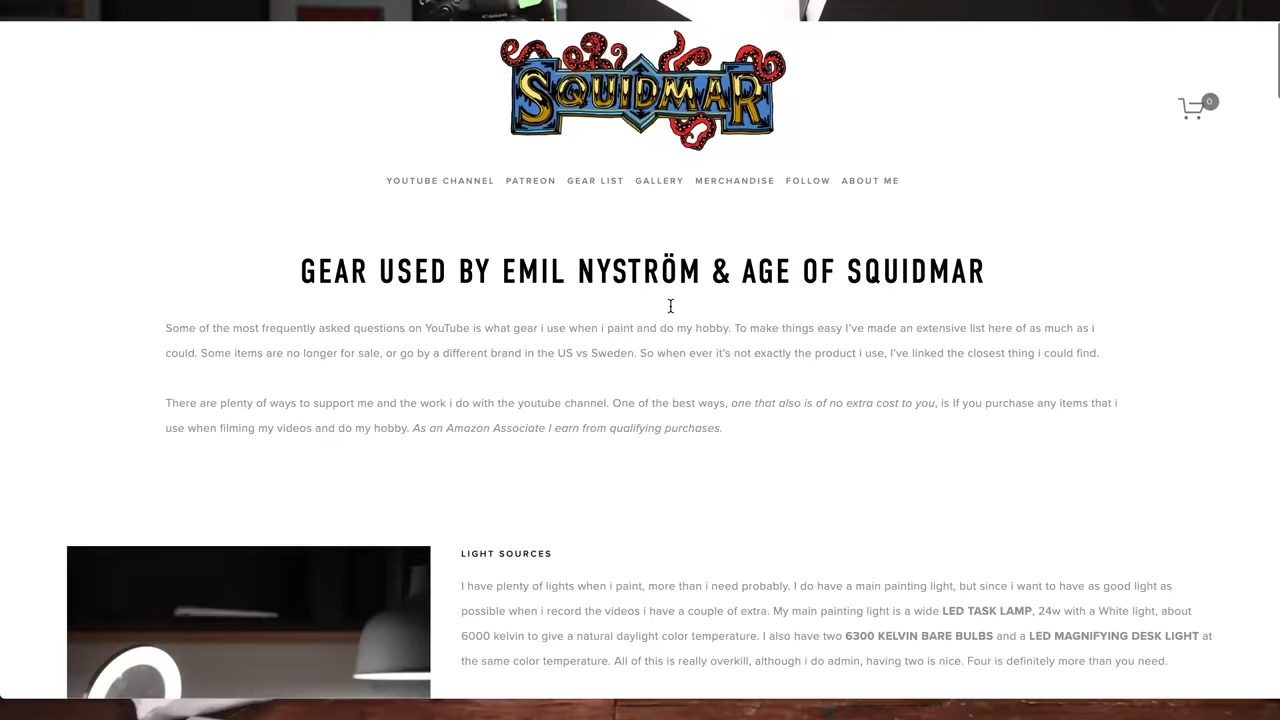 Canon
SQUIDMAR
0
YOUTUBE CHANNEL PATREON GEAR LIST GALLERY MERCHANDISE FOLLOW ABOUT ME
GEAR USED BY EMIL NYSTRÖM & AGE OF SQUIDMAR
Some of the most frequently asked questions on YouTube is what gear i use when i paint and do my hobby. To make things easy I've made an extensive list here of as much as i
could. Some items are no longer for sale, or go by a different brand in the US vs Sweden. So when ever it's not exactly the product i use, I've linked the closest thing i could find.
There are plenty of ways to support me and the work i do with the youtube channel. One of the best ways, one that also is of no extra cost to you, is If you purchase any items that i
use when filming my videos and do my hobby. As an Amazon Associate I earn from qualifying purchases.
LIGHT SOURCES
I have plenty of lights when i paint, more than i need probably. I do have a main painting light, but since i want to have as good light as
possible when i record the videos i have a couple of extra. My main painting light is a wide LED TASK LAMP, 24w with a White light, about
6000 kelvin to give a natural daylight color temperature. I also have two 6300 KELVIN BARE BULBS and a LED MAGNIFYING DESK LIGHT at
the same color temperature. All of this is really overkill, although i do admin, having two is nice. Four is definitely more than you need.